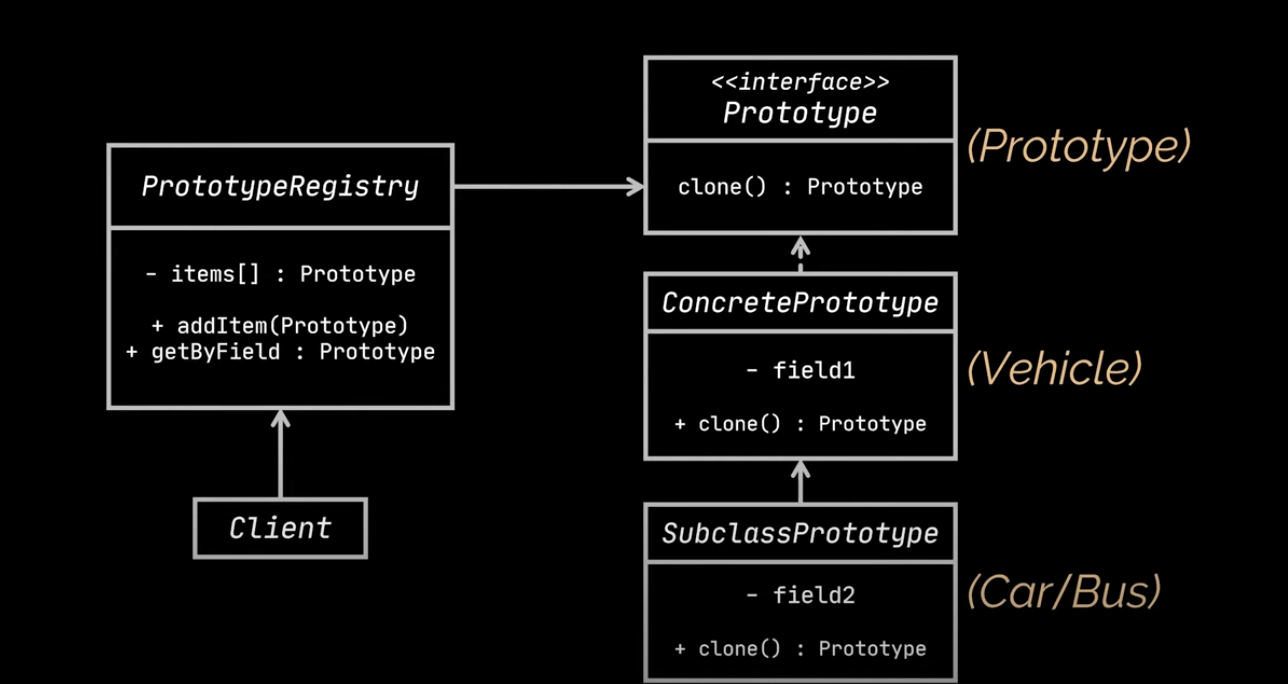 PrototypeRegistry
- items[] : Prototype
+ addItem(Prototype)
+ getByField : Prototype
Client
<<interface>>
Prototype
clone() : Prototype
(Prototype)
ConcretePrototype
- field1
+ clone() : Prototype
(Vehicle)
SubclassPrototype
- field2
+ clone() : Prototype
(Car/Bus)